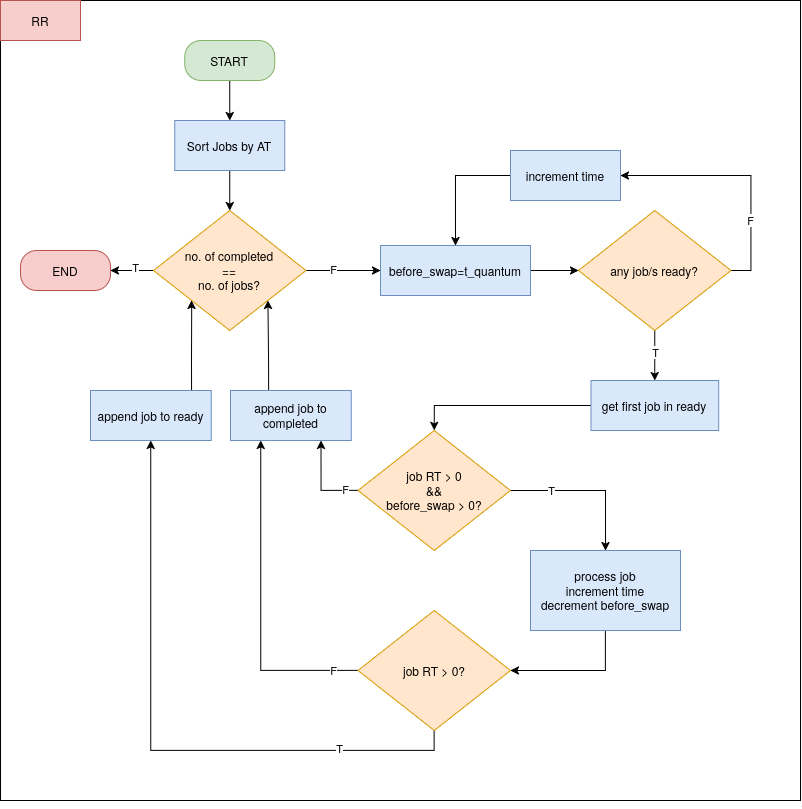 RR
START
Sort Jobs by AT
increment time
F
no. of completed
==
no. of jobs?
T
END
F
before_swap=t_quantum
any job/s ready?
T
append job to ready
append job to
completed
get first job in ready
job RT > 0
&&
before_swap > 0?
F
T
process job
increment time
decrement before_swap
job RT > 0?
F
T